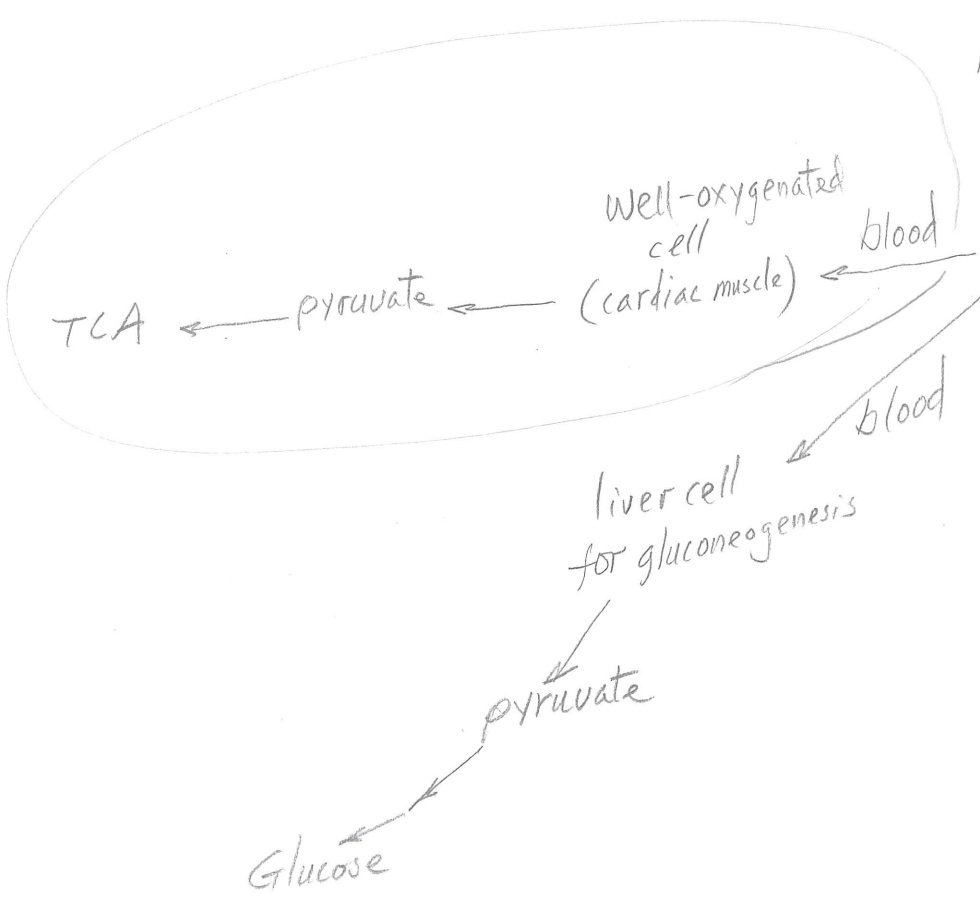 Well-oxygenated
cell
(cardiac muscle)
blood
pyruvate
TCA
blood
liver cell
for gluconeogenesis
pyruvate
Glucose